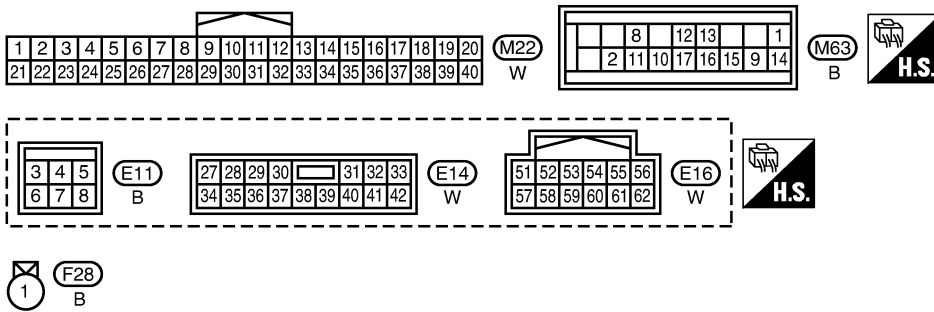 1 2 3 4 5 6 7 8 9 10 11 12 13 14 15 16 17 18 19 20
21 22 23 24 25 26 27 28 29 30 31 32 33 34 35 36 37 38 39 40
M22
W
8 12 13 1
2 11 10 17 16 15 9 14
M63
B
H.S.
3 4 5
6 7 8
E11
B
27 28 29 30 31 32 33
34 35 36 37 38 39 40 41 42
E14
W
51 52 53 54 55 56
57 58 59 60 61 62
E16
W
H.S.
1
F28
B